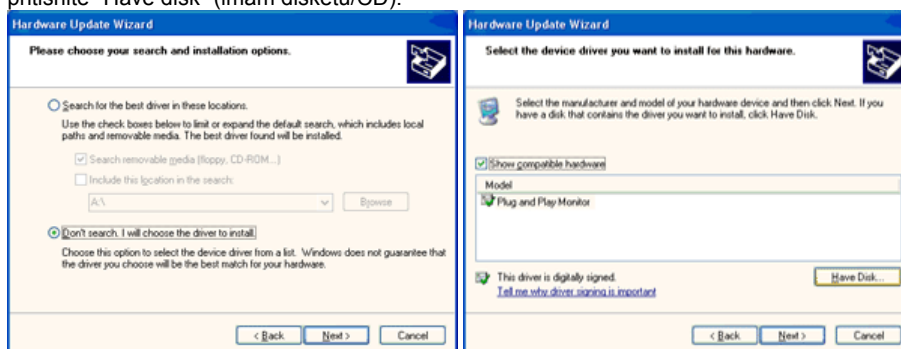 pritisnite "Have disk" (imam disketu/CD).
Hardware Update Wizard
Please choose your search and installation options.
Search for the best driver in these locations.
Use the check boxes below to limit or expand the default search, which includes local
paths and removable media. The best driver found will be installed.
Search removable media (floppy, CD-ROM...)
Include this location in the search:
A:\
Browse
Don't search. I will choose the driver to install.
Choose this option to select the device driver from a list. Windows does not guarantee that
the driver you choose will be the best match for your hardware.
< Back
Next >
Cancel
Hardware Update Wizard
Select the device driver you want to install for this hardware.
Select the manufacturer and model of your hardware device and then click Next. If you
have a disk that contains the driver you want to install, click Have Disk.
Show compatible hardware
Model
Plug and Play Monitor
This driver is digitally signed.
Have Disk...
Tell me why driver signing is important
< Back
Next >
Cancel